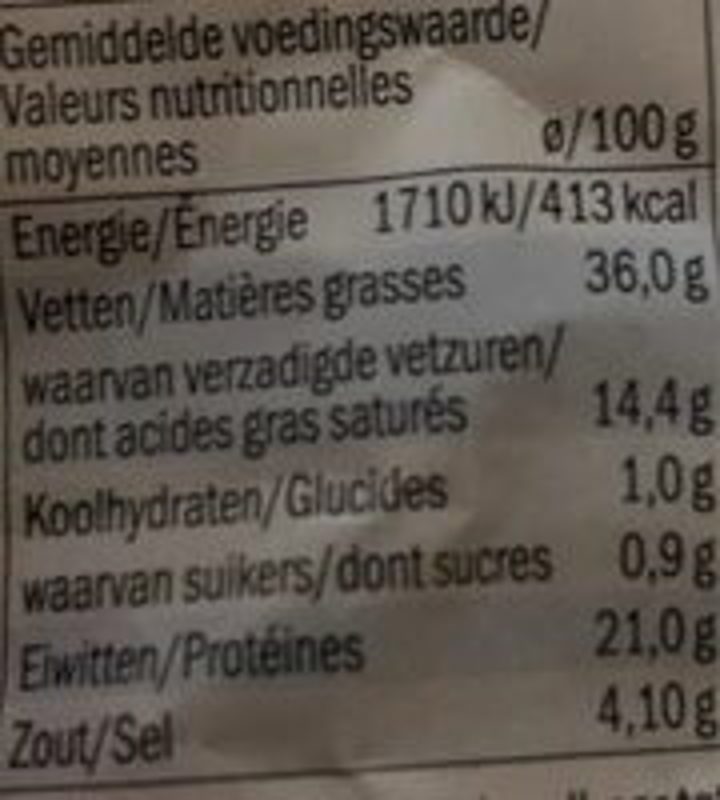 Gemiddelde voedingswaarde/
Valeurs nutritionnelles
moyennes ø/100 g
Energie/Énergie 1710 kJ/413 kcal
Vetten/Matières grasses 36,0 g
waarvan verzadigde vetzuren/
dont acides gras saturés 14,4 g
Koolhydraten/Glucides 1,0 g
waarvan suikers/dont sucres 0,9 g
Eiwitten/Protéines 21,0 g
Zout/Sel 4,10 g